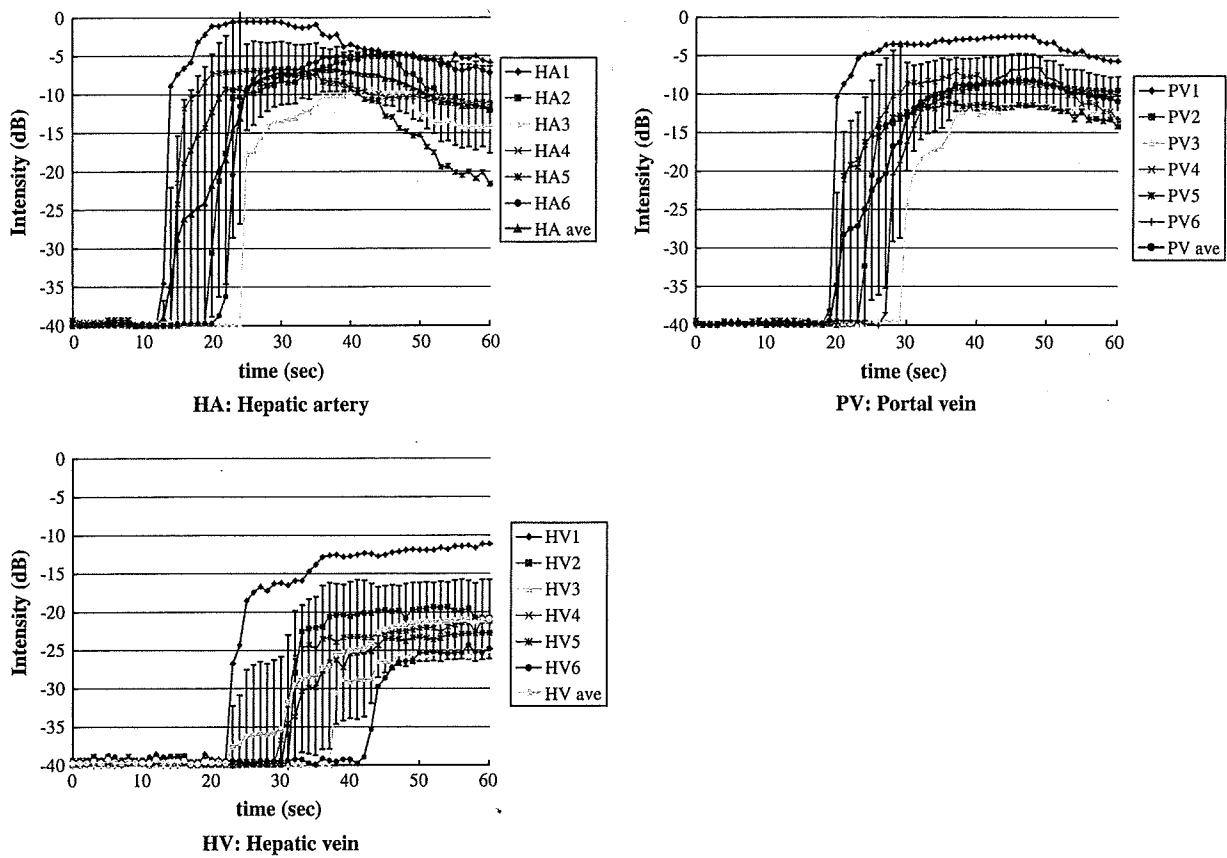 0
-5
-10
-15
-20
-25
-30
-35
-40
Intensity (dB)
0 10 20 30 40 50 60
time (sec)
HA1
HA2
HA3
HA4
HA5
HA6
HA ave
HA: Hepatic artery
0
-5
-10
-15
-20
-25
-30
-35
-40
Intensity (dB)
0 10 20 30 40 50 60
time (sec)
PV1
PV2
PV3
PV4
PV5
PV6
PV ave
PV: Portal vein
0
-5
-10
-15
-20
-25
-30
-35
-40
Intensity (dB)
0 10 20 30 40 50 60
time (sec)
HV1
HV2
HV3
HV4
HV5
HV6
HV ave
HV: Hepatic vein